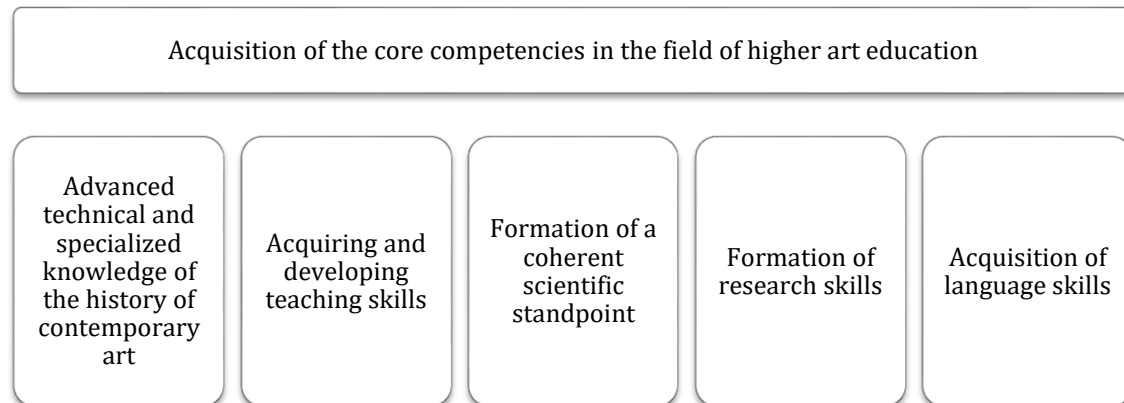 Acquisition of the core competencies in the field of higher art education
Advanced
technical and
specialized
knowledge of
the history of
contemporary
art
Acquiring and
developing
teaching skills
Formation of a
coherent
scientific
standpoint
Formation of
research skills
Acquisition of
language skills